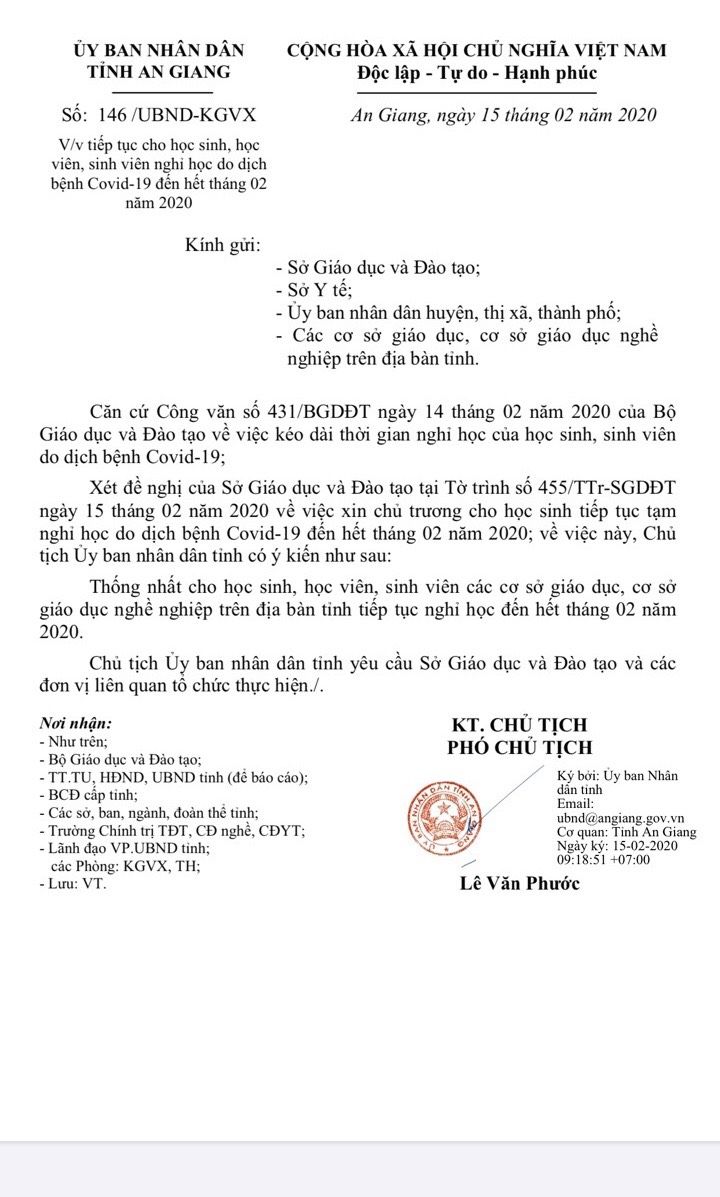 ỦY BAN NHÂN DÂN
TỈNH AN GIANG
CỘNG HÒA XÃ HỘI CHỦ NGHĨA VIỆT NAM
Độc lập - Tự do - Hạnh phúc
Số: 146 /UBND-KGVX
An Giang, ngày 15 tháng 02 năm 2020
V/v tiếp tục cho học sinh, học
viên, sinh viên nghỉ học do dịch
bệnh Covid-19 đến hết tháng 02
năm 2020
Kính gửi:
- Sở Giáo dục và Đào tạo;
- Sở Y tế;
- Ủy ban nhân dân huyện, thị xã, thành phố;
- Các cơ sở giáo dục, cơ sở giáo dục nghề
nghiệp trên địa bàn tỉnh.
Căn cứ Công văn số 431/BGDĐT ngày 14 tháng 02 năm 2020 của Bộ
Giáo dục và Đào tạo về việc kéo dài thời gian nghỉ học của học sinh, sinh viên
do dịch bệnh Covid-19;
Xét đề nghị của Sở Giáo dục và Đào tạo tại Tờ trình số 455/TTr-SGDĐT
ngày 15 tháng 02 năm 2020 về việc xin chủ trương cho học sinh tiếp tục tạm
nghỉ học do dịch bệnh Covid-19 đến hết tháng 02 năm 2020; về việc này, Chủ
tịch Ủy ban nhân dân tỉnh có ý kiến như sau:
Thống nhất cho học sinh, học viên, sinh viên các cơ sở giáo dục, cơ sở
giáo dục nghề nghiệp trên địa bàn tỉnh tiếp tục nghỉ học đến hết tháng 02 năm
2020.
Chủ tịch Ủy ban nhân dân tỉnh yêu cầu Sở Giáo dục và Đào tạo và các
đơn vị liên quan tổ chức thực hiện./.
Nơi nhận:
- Như trên;
- Bộ Giáo dục và Đào tạo;
- TT.TU, HĐND, UBND tỉnh (để báo cáo);
- BCĐ cấp tỉnh;
- Các sở, ban, ngành, đoàn thể tỉnh;
- Trường Chính trị TĐT, CĐ nghề, CĐYT;
- Lãnh đạo VP.UBND tỉnh;
các Phòng: KGVX, TH;
- Lưu: VT.
KT. CHỦ TỊCH
PHÓ CHỦ TỊCH
Ký bởi: Ủy ban Nhân
dân tỉnh
Email:
ubnd@angiang.gov.vn
Cơ quan: Tỉnh An Giang
Ngày ký: 15-02-2020
09:18:51 +07:00
Lê Văn Phước